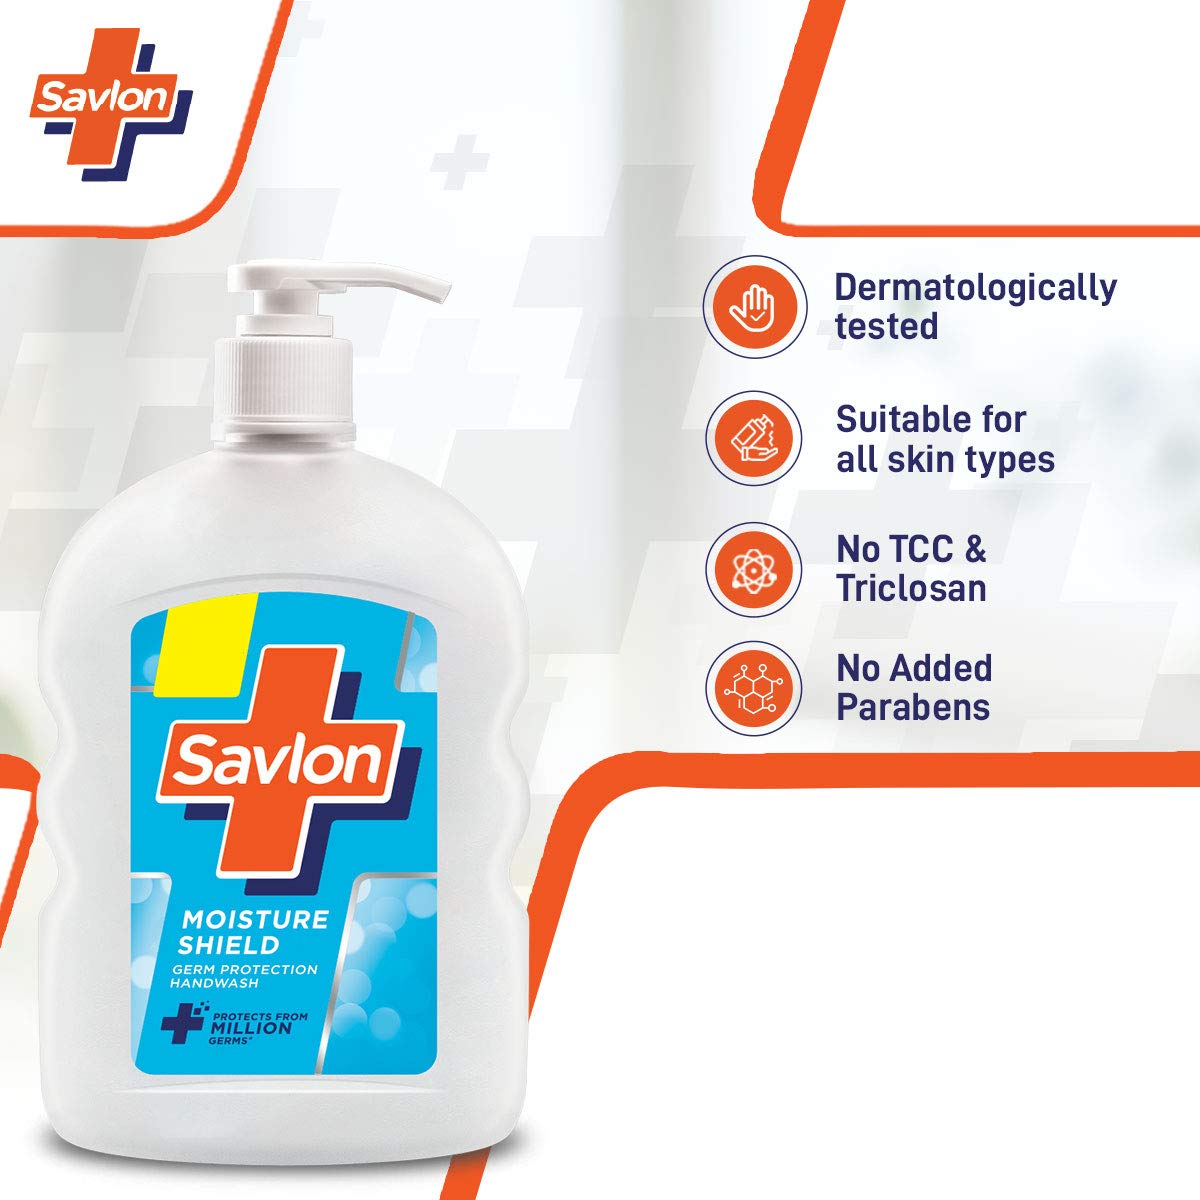 Savlon
Dermatologically
tested
Suitable for
all skin types
No TCC &
Triclosan
No Added
Parabens
Savlon
MOISTURE
SHIELD
GERM PROTECTION
HANDWASH
PROTECTS FROM
MILLION
GERMS*